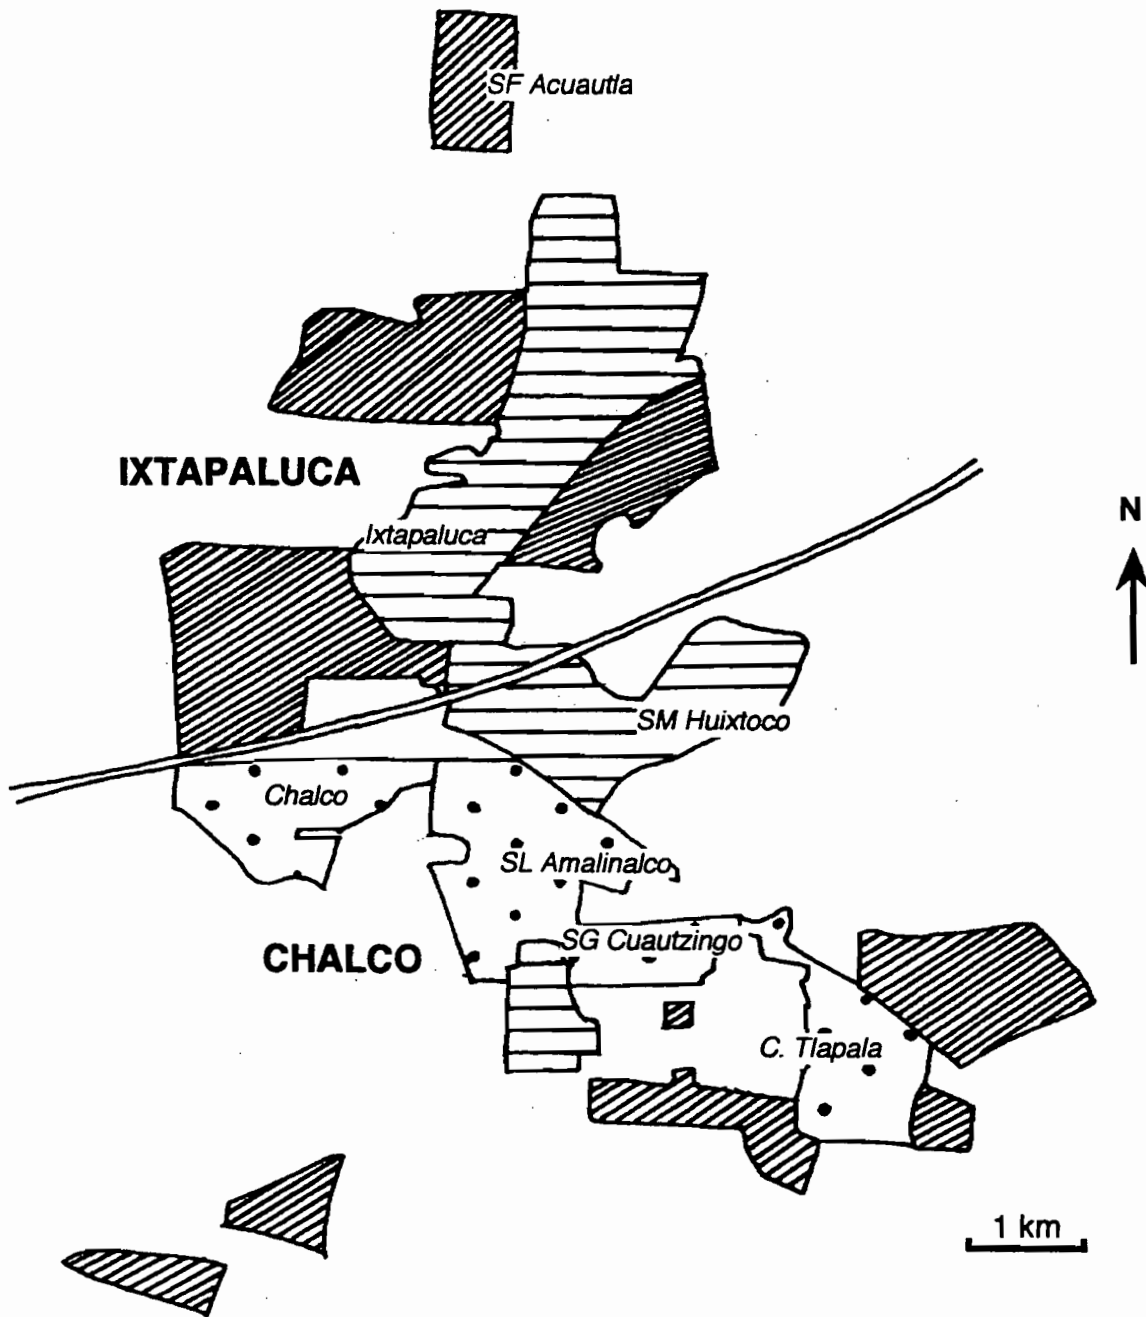 SF Acuautla
IXTAPALUCA
Ixtapaluca
N
SM Huixtoco
Chalco
SL Amalinalco
SG Cuautzingo
CHALCO
C. Tlapala
1 km